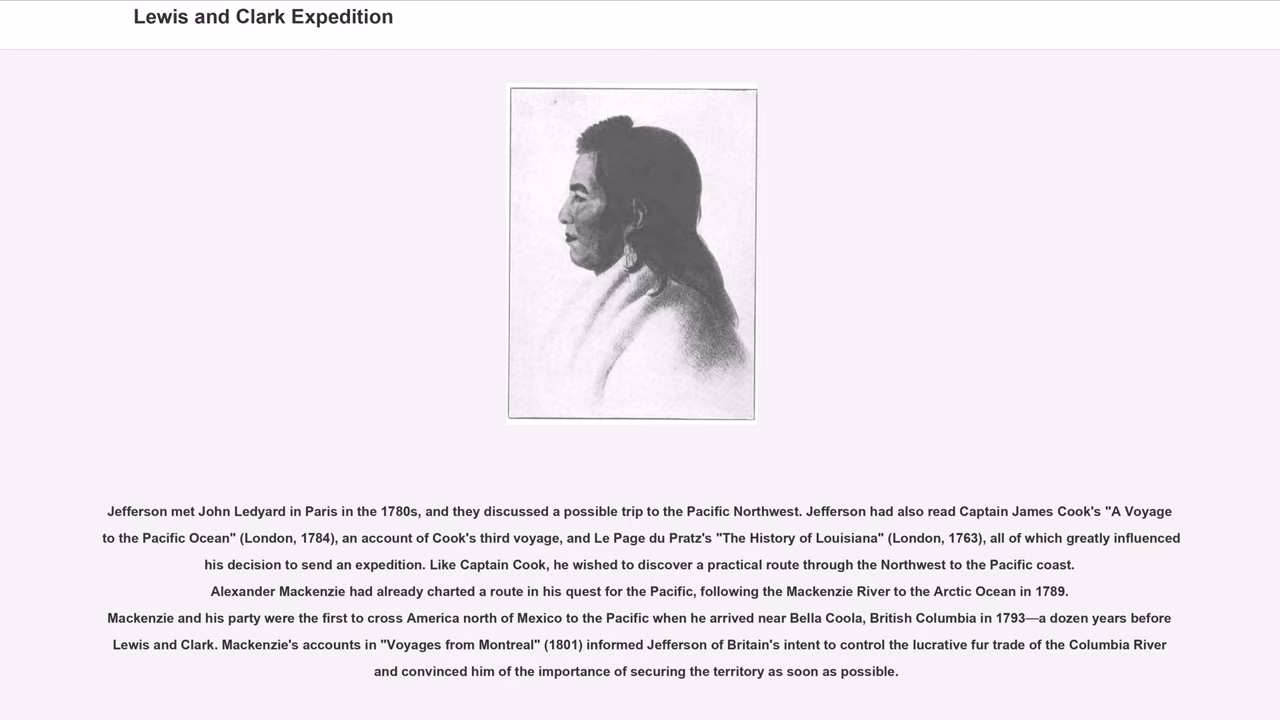 Lewis and Clark Expedition
Jefferson met John Ledyard in Paris in the 1780s, and they discussed a possible trip to the Pacific Northwest. Jefferson had also read Captain James Cook's "A Voyage
to the Pacific Ocean" (London, 1784), an account of Cook's third voyage, and Le Page du Pratz's "The History of Louisiana" (London, 1763), all of which greatly influenced
his decision to send an expedition. Like Captain Cook, he wished to discover a practical route through the Northwest to the Pacific coast.
Alexander Mackenzie had already charted a route in his quest for the Pacific, following the Mackenzie River to the Arctic Ocean in 1789.
Mackenzie and his party were the first to cross America north of Mexico to the Pacific when he arrived near Bella Coola, British Columbia in 1793—a dozen years before
Lewis and Clark. Mackenzie's accounts in "Voyages from Montreal" (1801) informed Jefferson of Britain's intent to control the lucrative fur trade of the Columbia River
and convinced him of the importance of securing the territory as soon as possible.